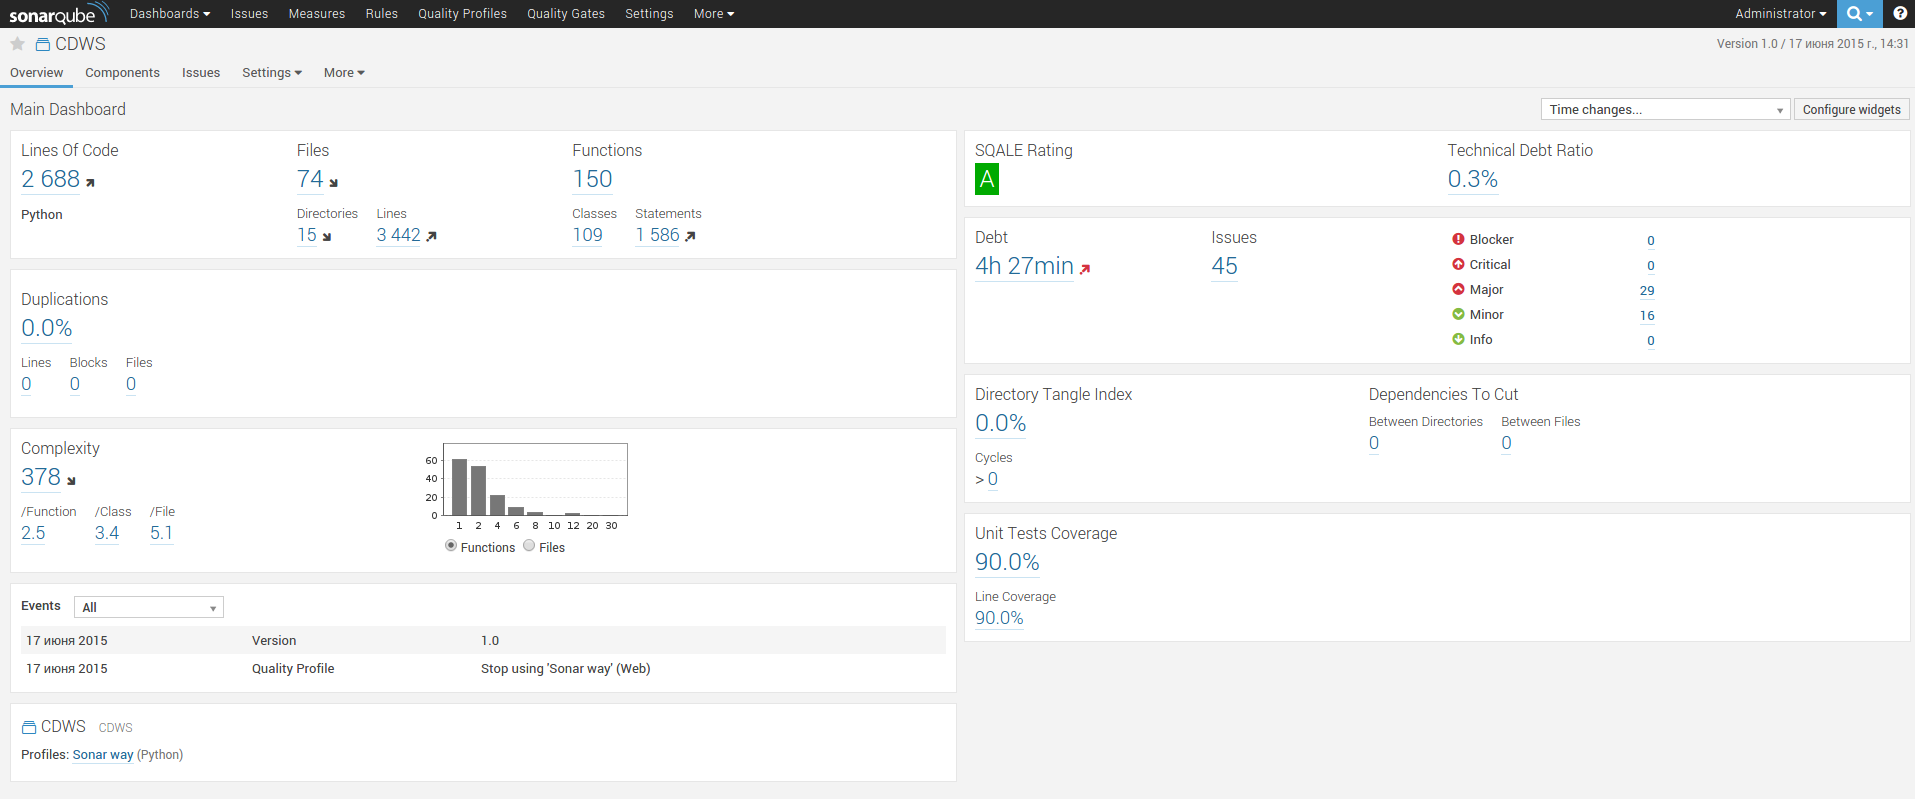 sonarqube Dashboards Issues Measures Rules Quality Profiles Quality Gates Settings More Administrator
CDWS
Version 1.0 / 17 июня 2015 г., 14:31
Overview Components Issues Settings More
Main Dashboard
Time changes... Configure widgets
Lines Of Code Files Functions
2 688 74 150
Python
Directories Lines Classes Statements
15 3 442 109 1 586
Duplications
0.0%
Lines Blocks Files
0 0 0
Complexity
378
/Function /Class /File
2.5 3.4 5.1
60
40
20
0
1 2 4 6 8 10 12 20 30
Functions Files
Events All
17 июня 2015 Version 1.0
17 июня 2015 Quality Profile Stop using 'Sonar way' (Web)
CDWS CDWS
Profiles: Sonar way (Python)
SQALE Rating Technical Debt Ratio
A 0.3%
Debt Issues
4h 27min 45
Blocker 0
Critical 0
Major 29
Minor 16
Info 0
Directory Tangle Index Dependencies To Cut
0.0%
Between Directories Between Files
0 0
Cycles
> 0
Unit Tests Coverage
90.0%
Line Coverage
90.0%